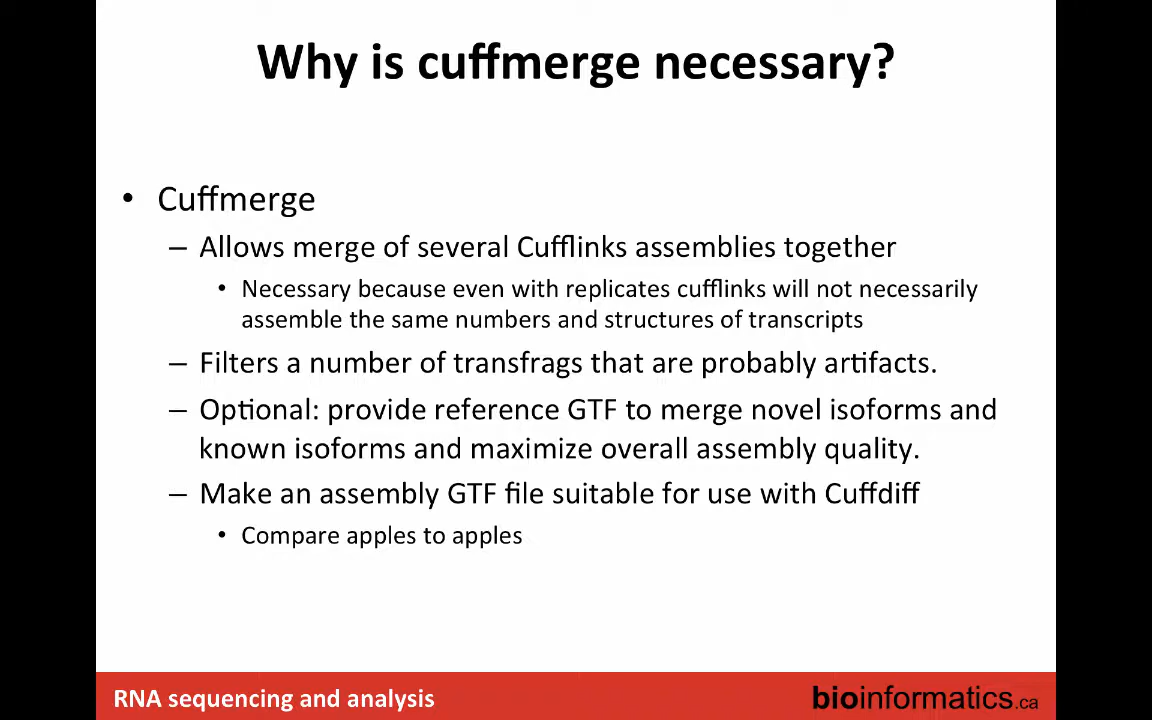 Why is cuffmerge necessary?
• Cuffmerge
– Allows merge of several Cufflinks assemblies together
• Necessary because even with replicates cufflinks will not necessarily
assemble the same numbers and structures of transcripts
– Filters a number of transfrags that are probably artifacts.
– Optional: provide reference GTF to merge novel isoforms and
known isoforms and maximize overall assembly quality.
– Make an assembly GTF file suitable for use with Cuffdiff
• Compare apples to apples
RNA sequencing and analysis
bioinformatics.ca